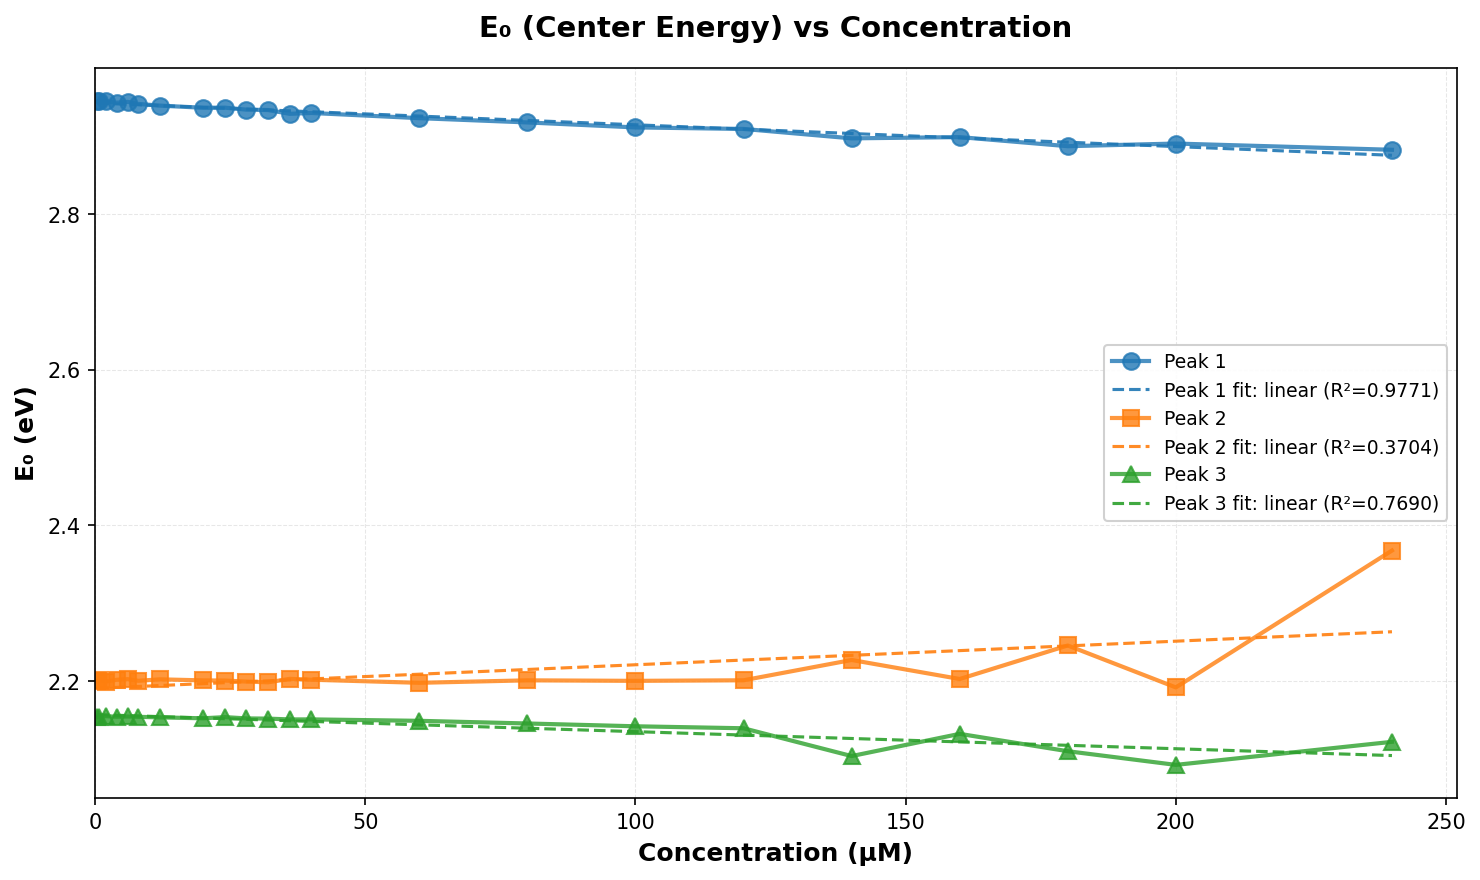 E₀ (Center Energy) vs Concentration
E₀ (eV)
2.8
2.6
2.4
2.2
Peak 1
Peak 1 fit: linear (R²=0.9771)
Peak 2
Peak 2 fit: linear (R²=0.3704)
Peak 3
Peak 3 fit: linear (R²=0.7690)
0 50 100 150 200 250
Concentration (μM)